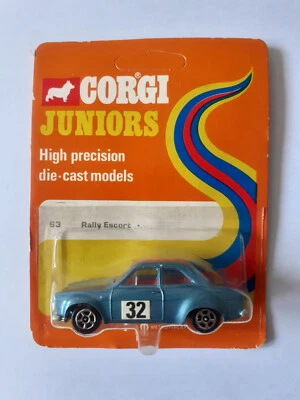 CORGI®
JUNIORS
High precision
die-cast models
63 Rally Escort
32